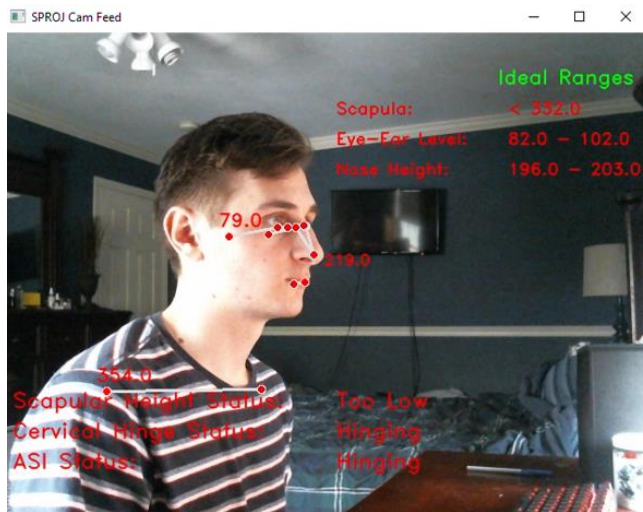 SPROJ Cam Feed
Ideal Ranges
Scapula: < 332.0
Eye-Ear Level: 82.0 - 102.0
Nose Height: 196.0 - 203.0
79.0
219.0
354.0
Scapular Height Status: Too Low
Cervical Hinge Status: Hinging
ASI Status: Hinging